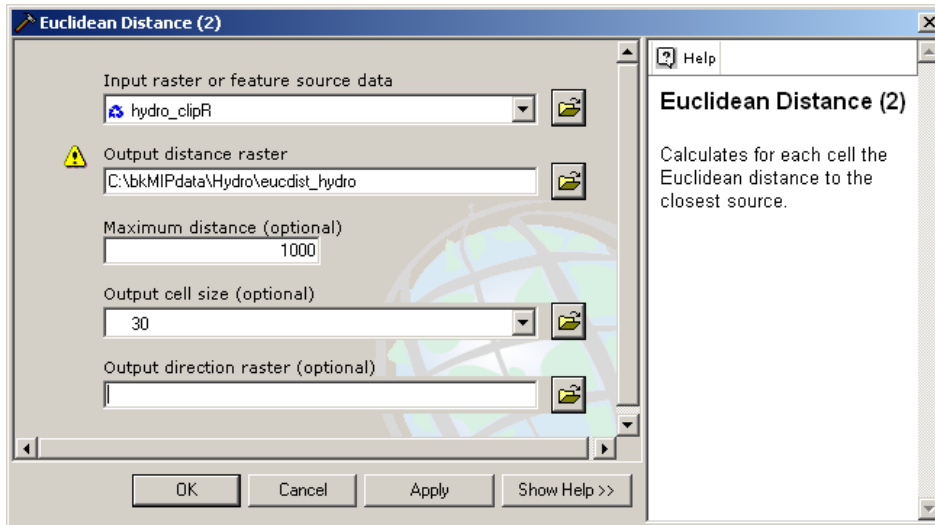 Euclidean Distance (2)
Input raster or feature source data
hydro_clipR
Output distance raster
C:\bkMIPdata\Hydro\eucdist_hydro
Maximum distance (optional)
1000
Output cell size (optional)
30
Output direction raster (optional)
OK
Cancel
Apply
Show Help >>
Help
Euclidean Distance (2)
Calculates for each cell the
Euclidean distance to the
closest source.